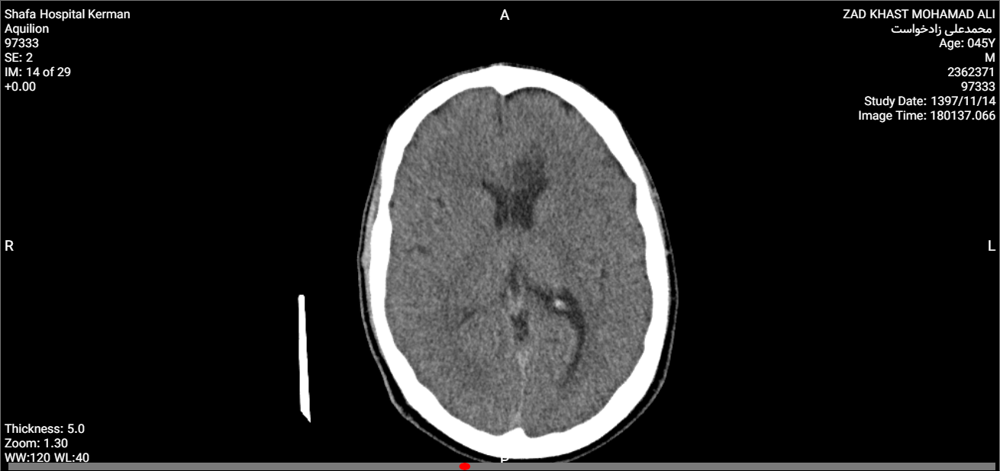 Shafa Hospital Kerman
Aquilion
97333
SE: 2
IM: 14 of 29
+0.00
A
ZAD KHAST MOHAMAD ALI
محمدعلی زادخواست
Age: 045Y
M
2362371
97333
Study Date: 1397/11/14
Image Time: 180137.066
R
L
Thickness: 5.0
Zoom: 1.30
WW:120 WL:40
P